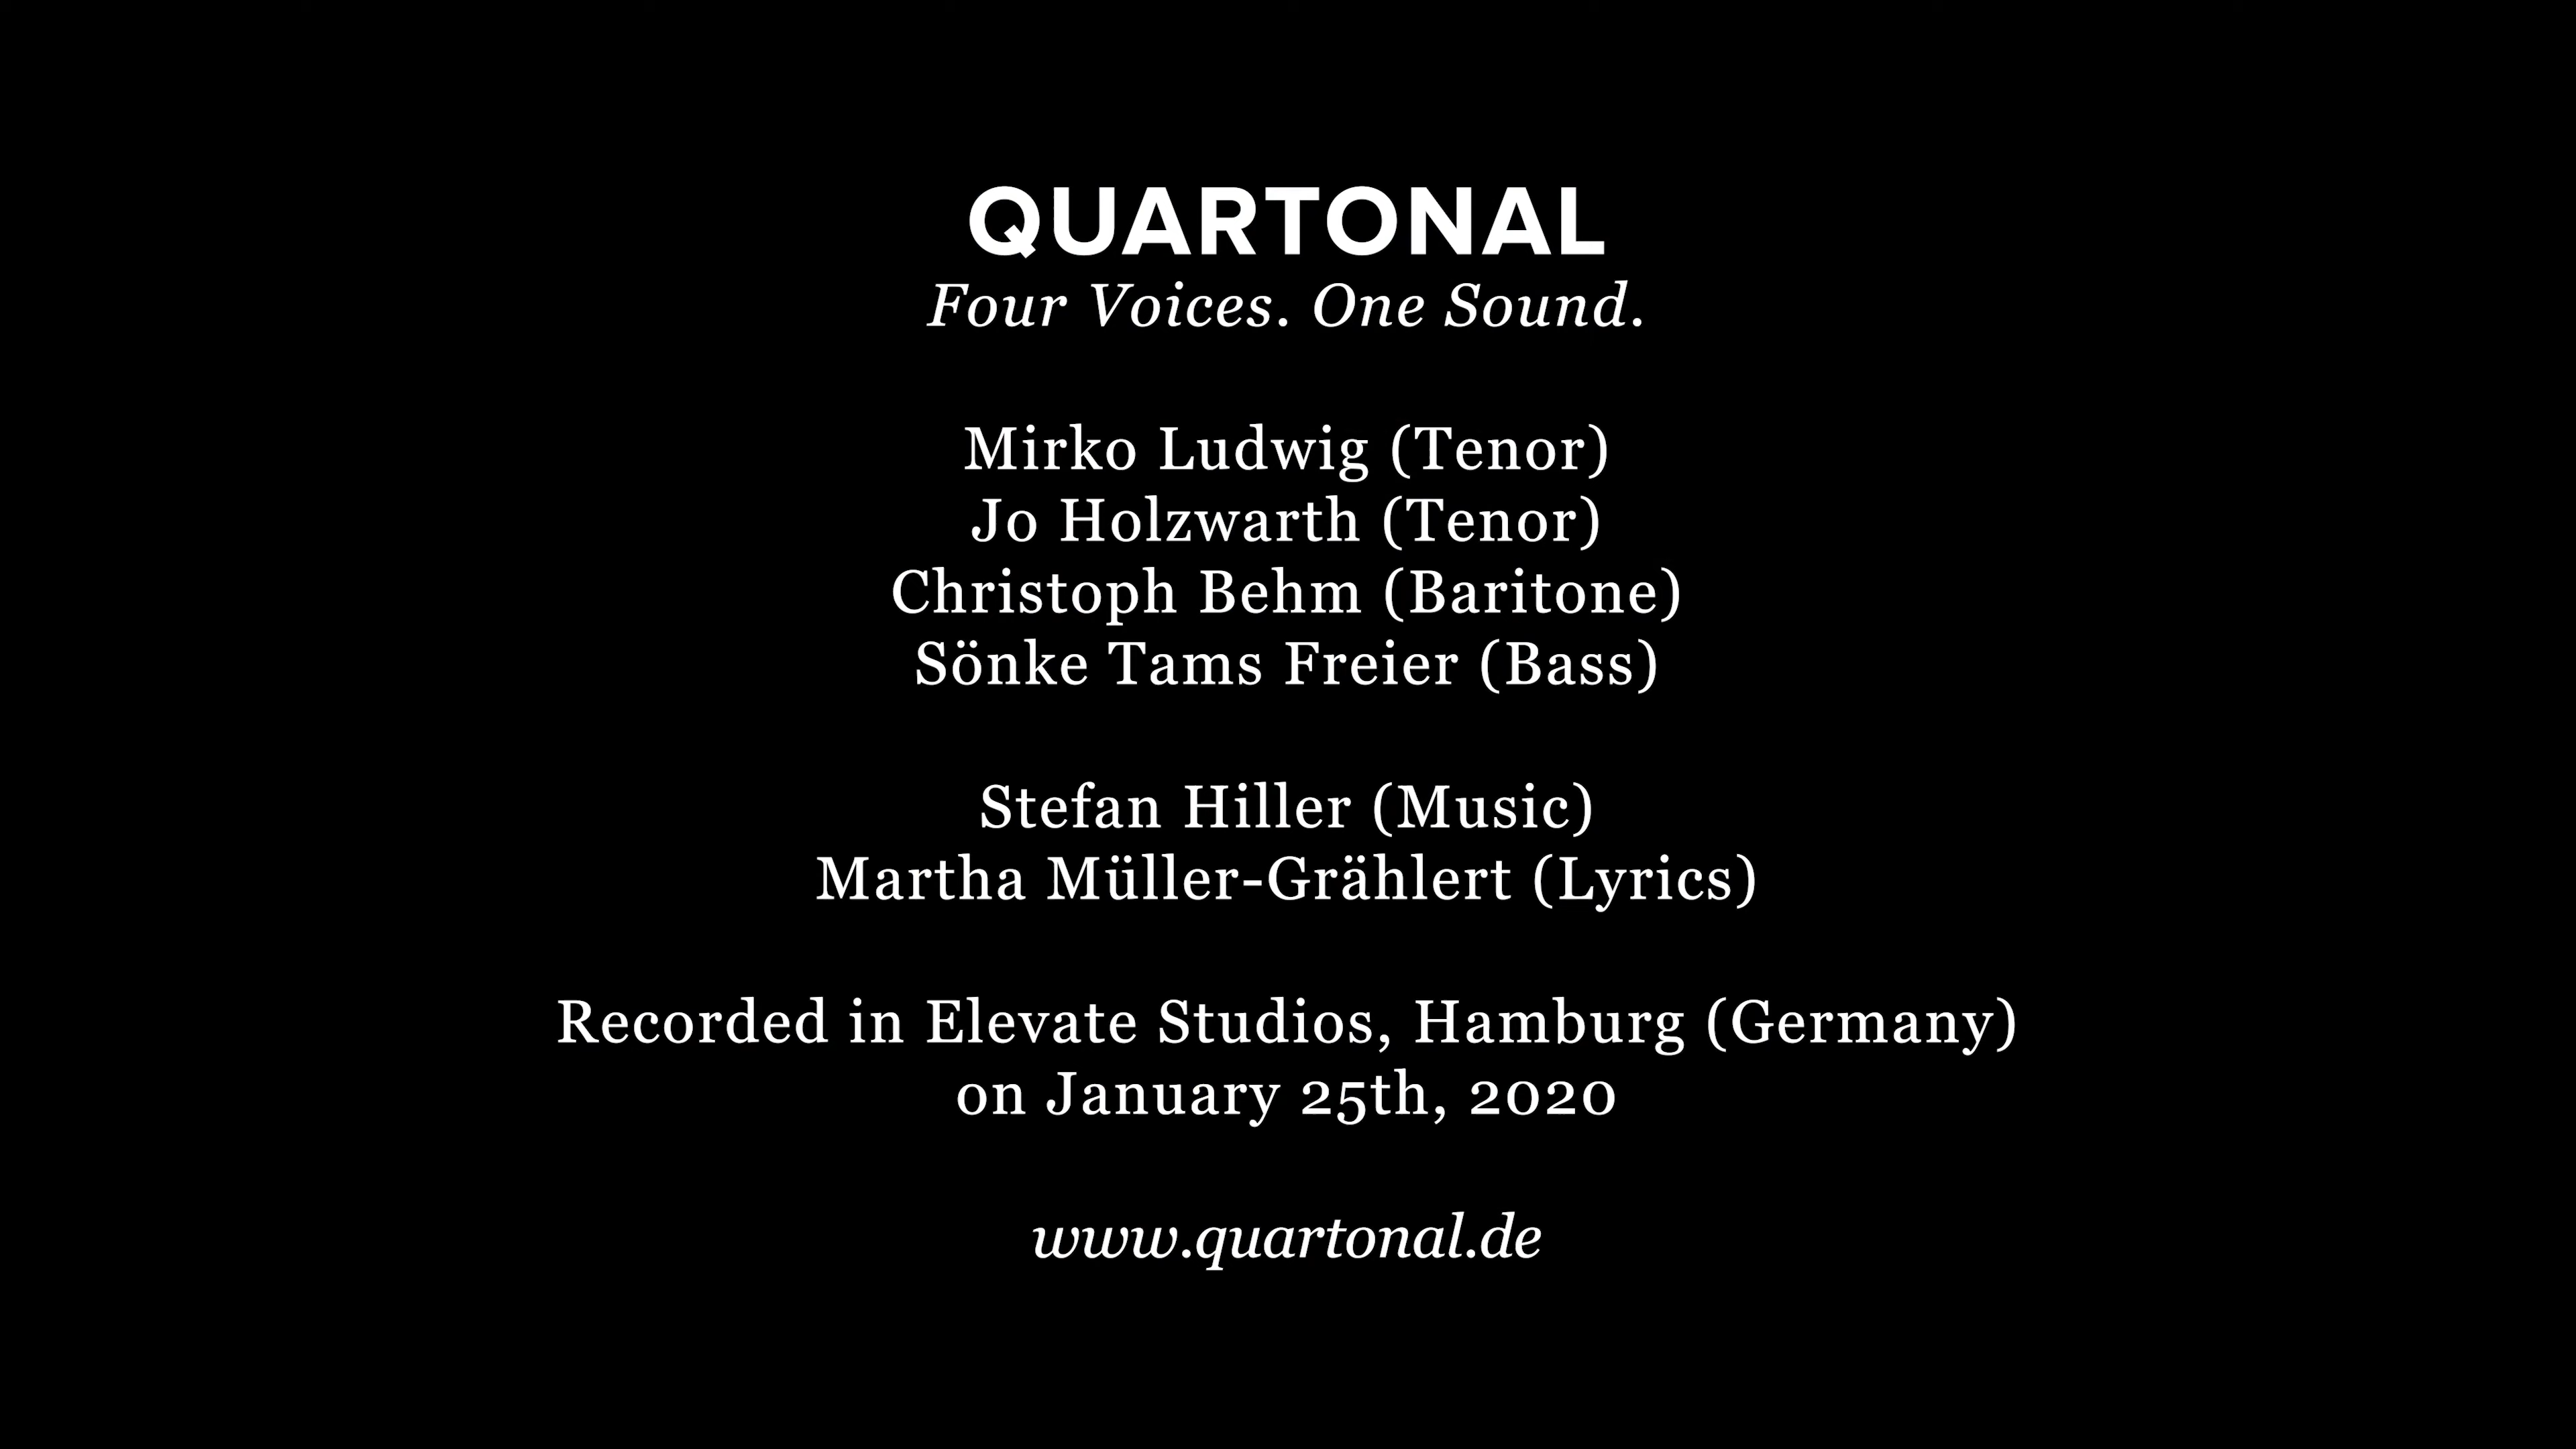 QUARTONAL
Four Voices. One Sound.
Mirko Ludwig (Tenor)
Jo Holzwarth (Tenor)
Christoph Behm (Baritone)
Sönke Tams Freier (Bass)
Stefan Hiller (Music)
Martha Müller-Grählert (Lyrics)
Recorded in Elevate Studios, Hamburg (Germany)
on January 25th, 2020
www.quartonal.de